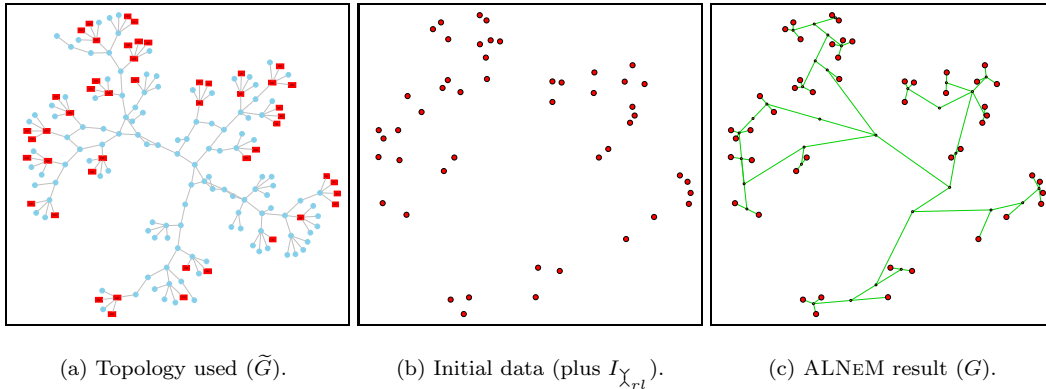 (a) Topology used (G̃).
(b) Initial data (plus I⅄rl).
(c) ALNeM result (G).